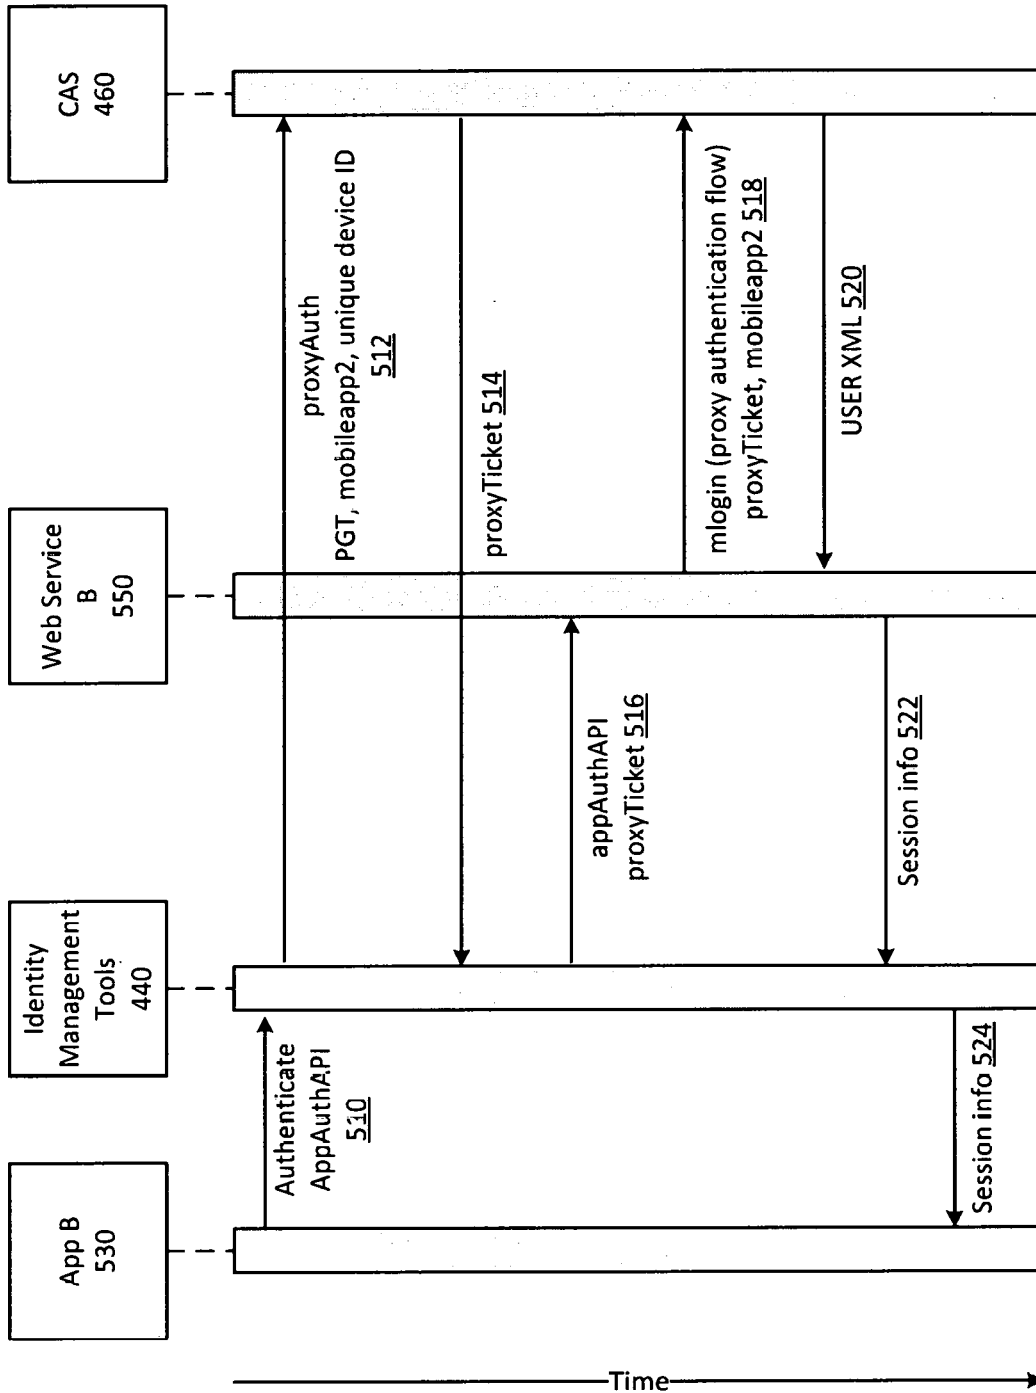 App B
530
Identity
Management
Tools
440
Web Service
B
550
CAS
460
Authenticate
AppAuthAPI
510
proxyAuth
PGT, mobileapp2, unique device ID
512
proxyTicket 514
appAuthAPI
proxyTicket 516
mlogin (proxy authentication flow)
proxyTicket, mobileapp2 518
USER XML 520
Session info 522
Session info 524
Time